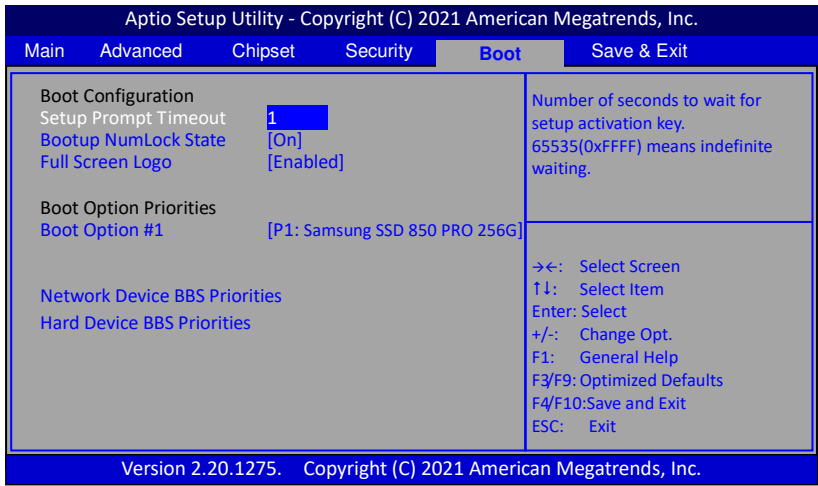 Aptio Setup Utility - Copyright (C) 2021 American Megatrends, Inc.
Main Advanced Chipset Security Boot Save & Exit
Boot Configuration
Setup Prompt Timeout 1
Bootup NumLock State [On]
Full Screen Logo [Enabled]
Boot Option Priorities
Boot Option #1 [P1: Samsung SSD 850 PRO 256G]
Network Device BBS Priorities
Hard Device BBS Priorities
Number of seconds to wait for
setup activation key.
65535(0xFFFF) means indefinite
waiting.
→←: Select Screen
↑↓: Select Item
Enter: Select
+/-: Change Opt.
F1: General Help
F3/F9: Optimized Defaults
F4/F10:Save and Exit
ESC: Exit
Version 2.20.1275. Copyright (C) 2021 American Megatrends, Inc.